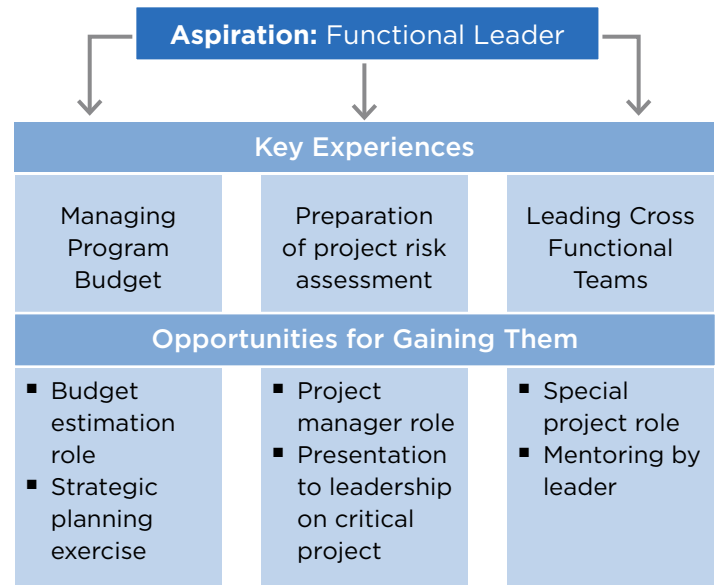 Aspiration: Functional Leader
Key Experiences
Managing
Program
Budget
Preparation
of project risk
assessment
Leading Cross
Functional
Teams
Opportunities for Gaining Them
▪ Budget
estimation
role
▪ Strategic
planning
exercise
▪ Project
manager role
▪ Presentation
to leadership
on critical
project
▪ Special
project role
▪ Mentoring by
leader